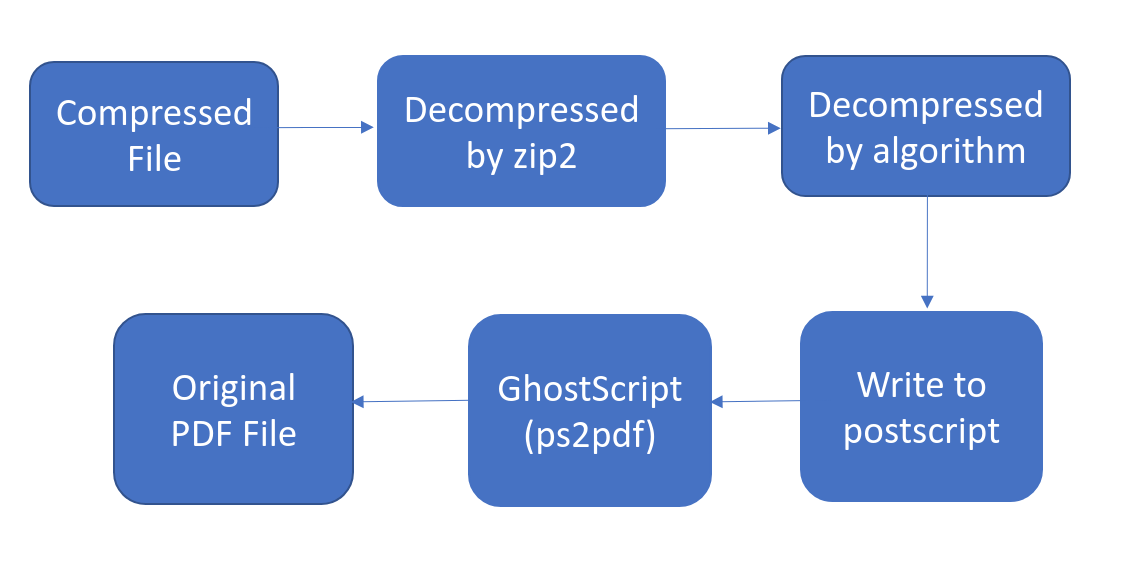 Compressed
File
Decompressed
by zip2
Decompressed
by algorithm
Write to
postscript
GhostScript
(ps2pdf)
Original
PDF File